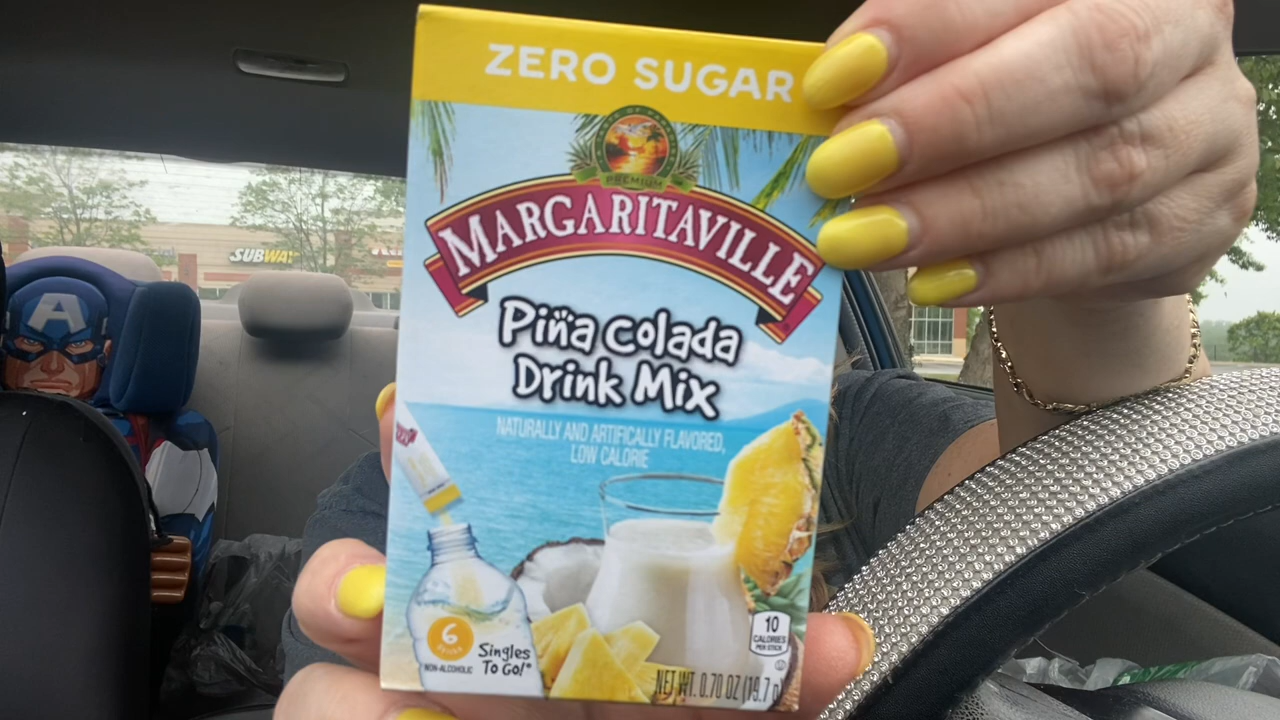 ZERO SUGAR
PREMIUM
MARGARITAVILLE
Piña Colada
Drink Mix
NATURALLY AND ARTIFICIALLY FLAVORED,
LOW CALORIE
6
NON-ALCOHOLIC
Singles
To Go!
10
CALORIES
PER STICK
NET WT. 0.70 OZ (19.7 g
SUBWAY
A